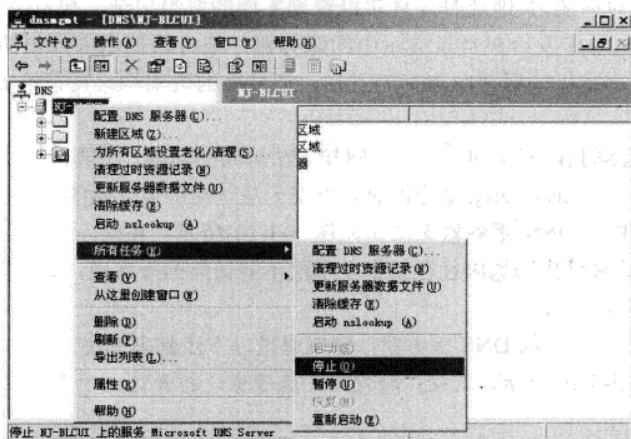 dnsmgmt - [DNS\NJ-BLCUI]
文件(F) 操作(A) 查看(V) 窗口(W) 帮助(H)
DNS
NJ-BLCUI
配置 DNS 服务器(C)...
新建区域(Z)...
为所有区域设置老化/清理(S)...
清理过时资源记录(N)
更新服务器数据文件(U)
清除缓存(E)
启动 nslookup (A)
所有任务(K)
查看(V)
从这里创建窗口(W)
删除(D)
刷新(F)
导出列表(L)...
属性(R)
帮助(H)
区域
区域
器
配置 DNS 服务器(C)...
清理过时资源记录(N)
更新服务器数据文件(U)
清除缓存(E)
启动 nslookup (A)
启动(S)
停止(O)
暂停(U)
恢复(M)
重新启动(E)
停止 NJ-BLCUI 上的服务 Microsoft DNS Server